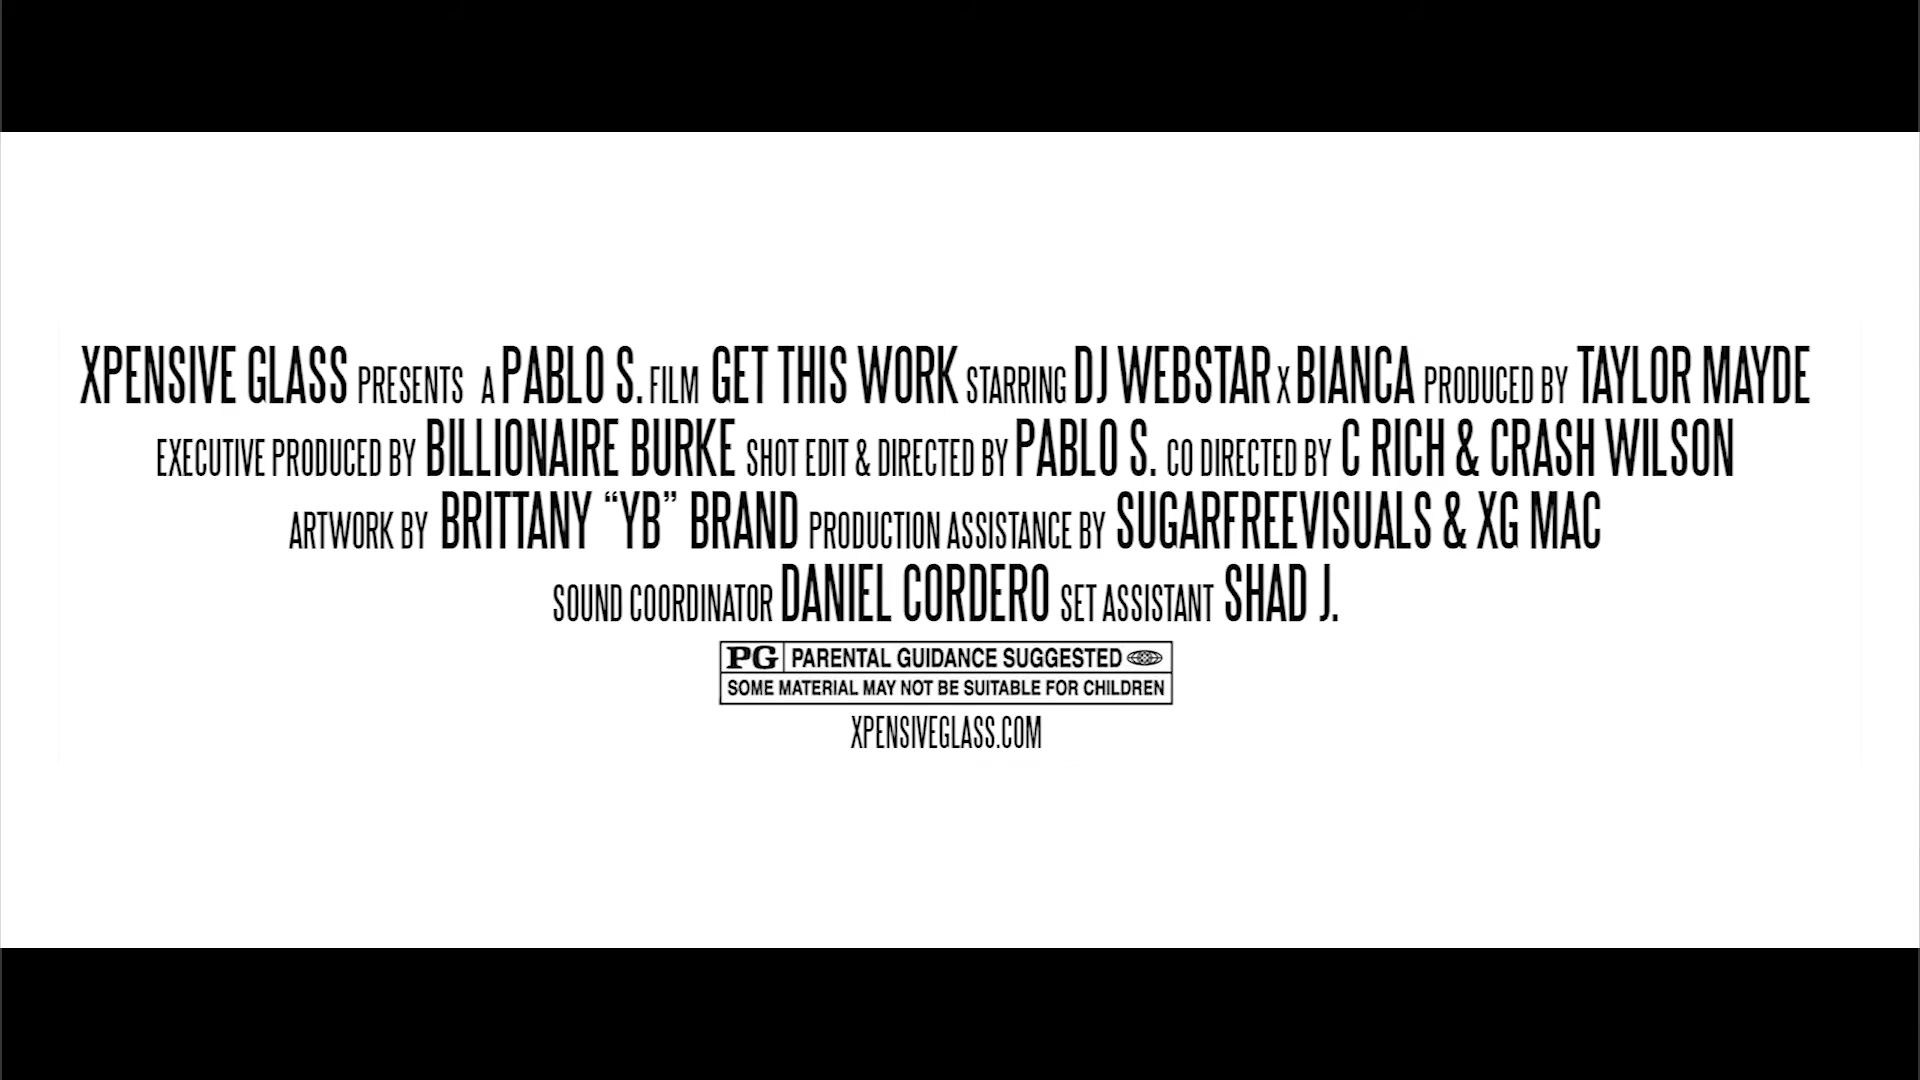 XPENSIVE GLASS PRESENTS A PABLO S. FILM GET THIS WORK STARRING DJ WEBSTAR X BIANCA PRODUCED BY TAYLOR MAYDE
EXECUTIVE PRODUCED BY BILLIONAIRE BURKE SHOT EDIT & DIRECTED BY PABLO S. CO DIRECTED BY C RICH & CRASH WILSON
ARTWORK BY BRITTANY “YB” BRAND PRODUCTION ASSISTANCE BY SUGARFREEVISUALS & XG MAC
SOUND COORDINATOR DANIEL CORDERO SET ASSISTANT SHAD J.
PG PARENTAL GUIDANCE SUGGESTED
SOME MATERIAL MAY NOT BE SUITABLE FOR CHILDREN
XPENSIVEGLASS.COM